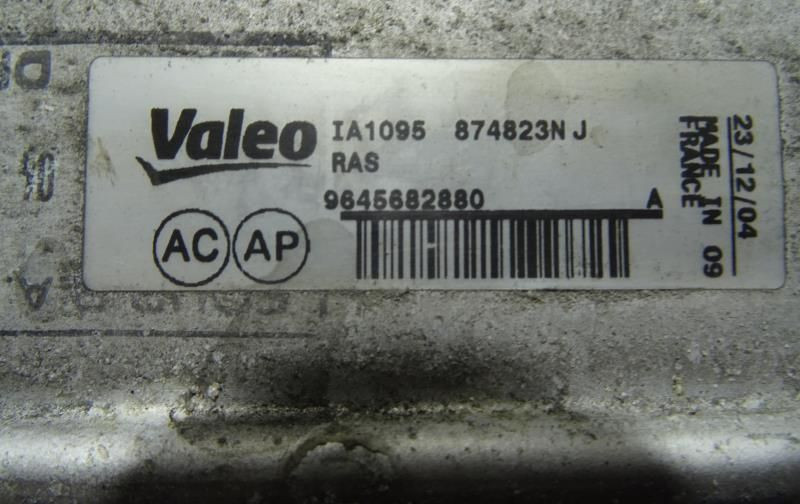 Valeo
IA1095 874823N J
RAS
9645682880 A
AC AP
23/12/04
MADE IN 09
FRANCE